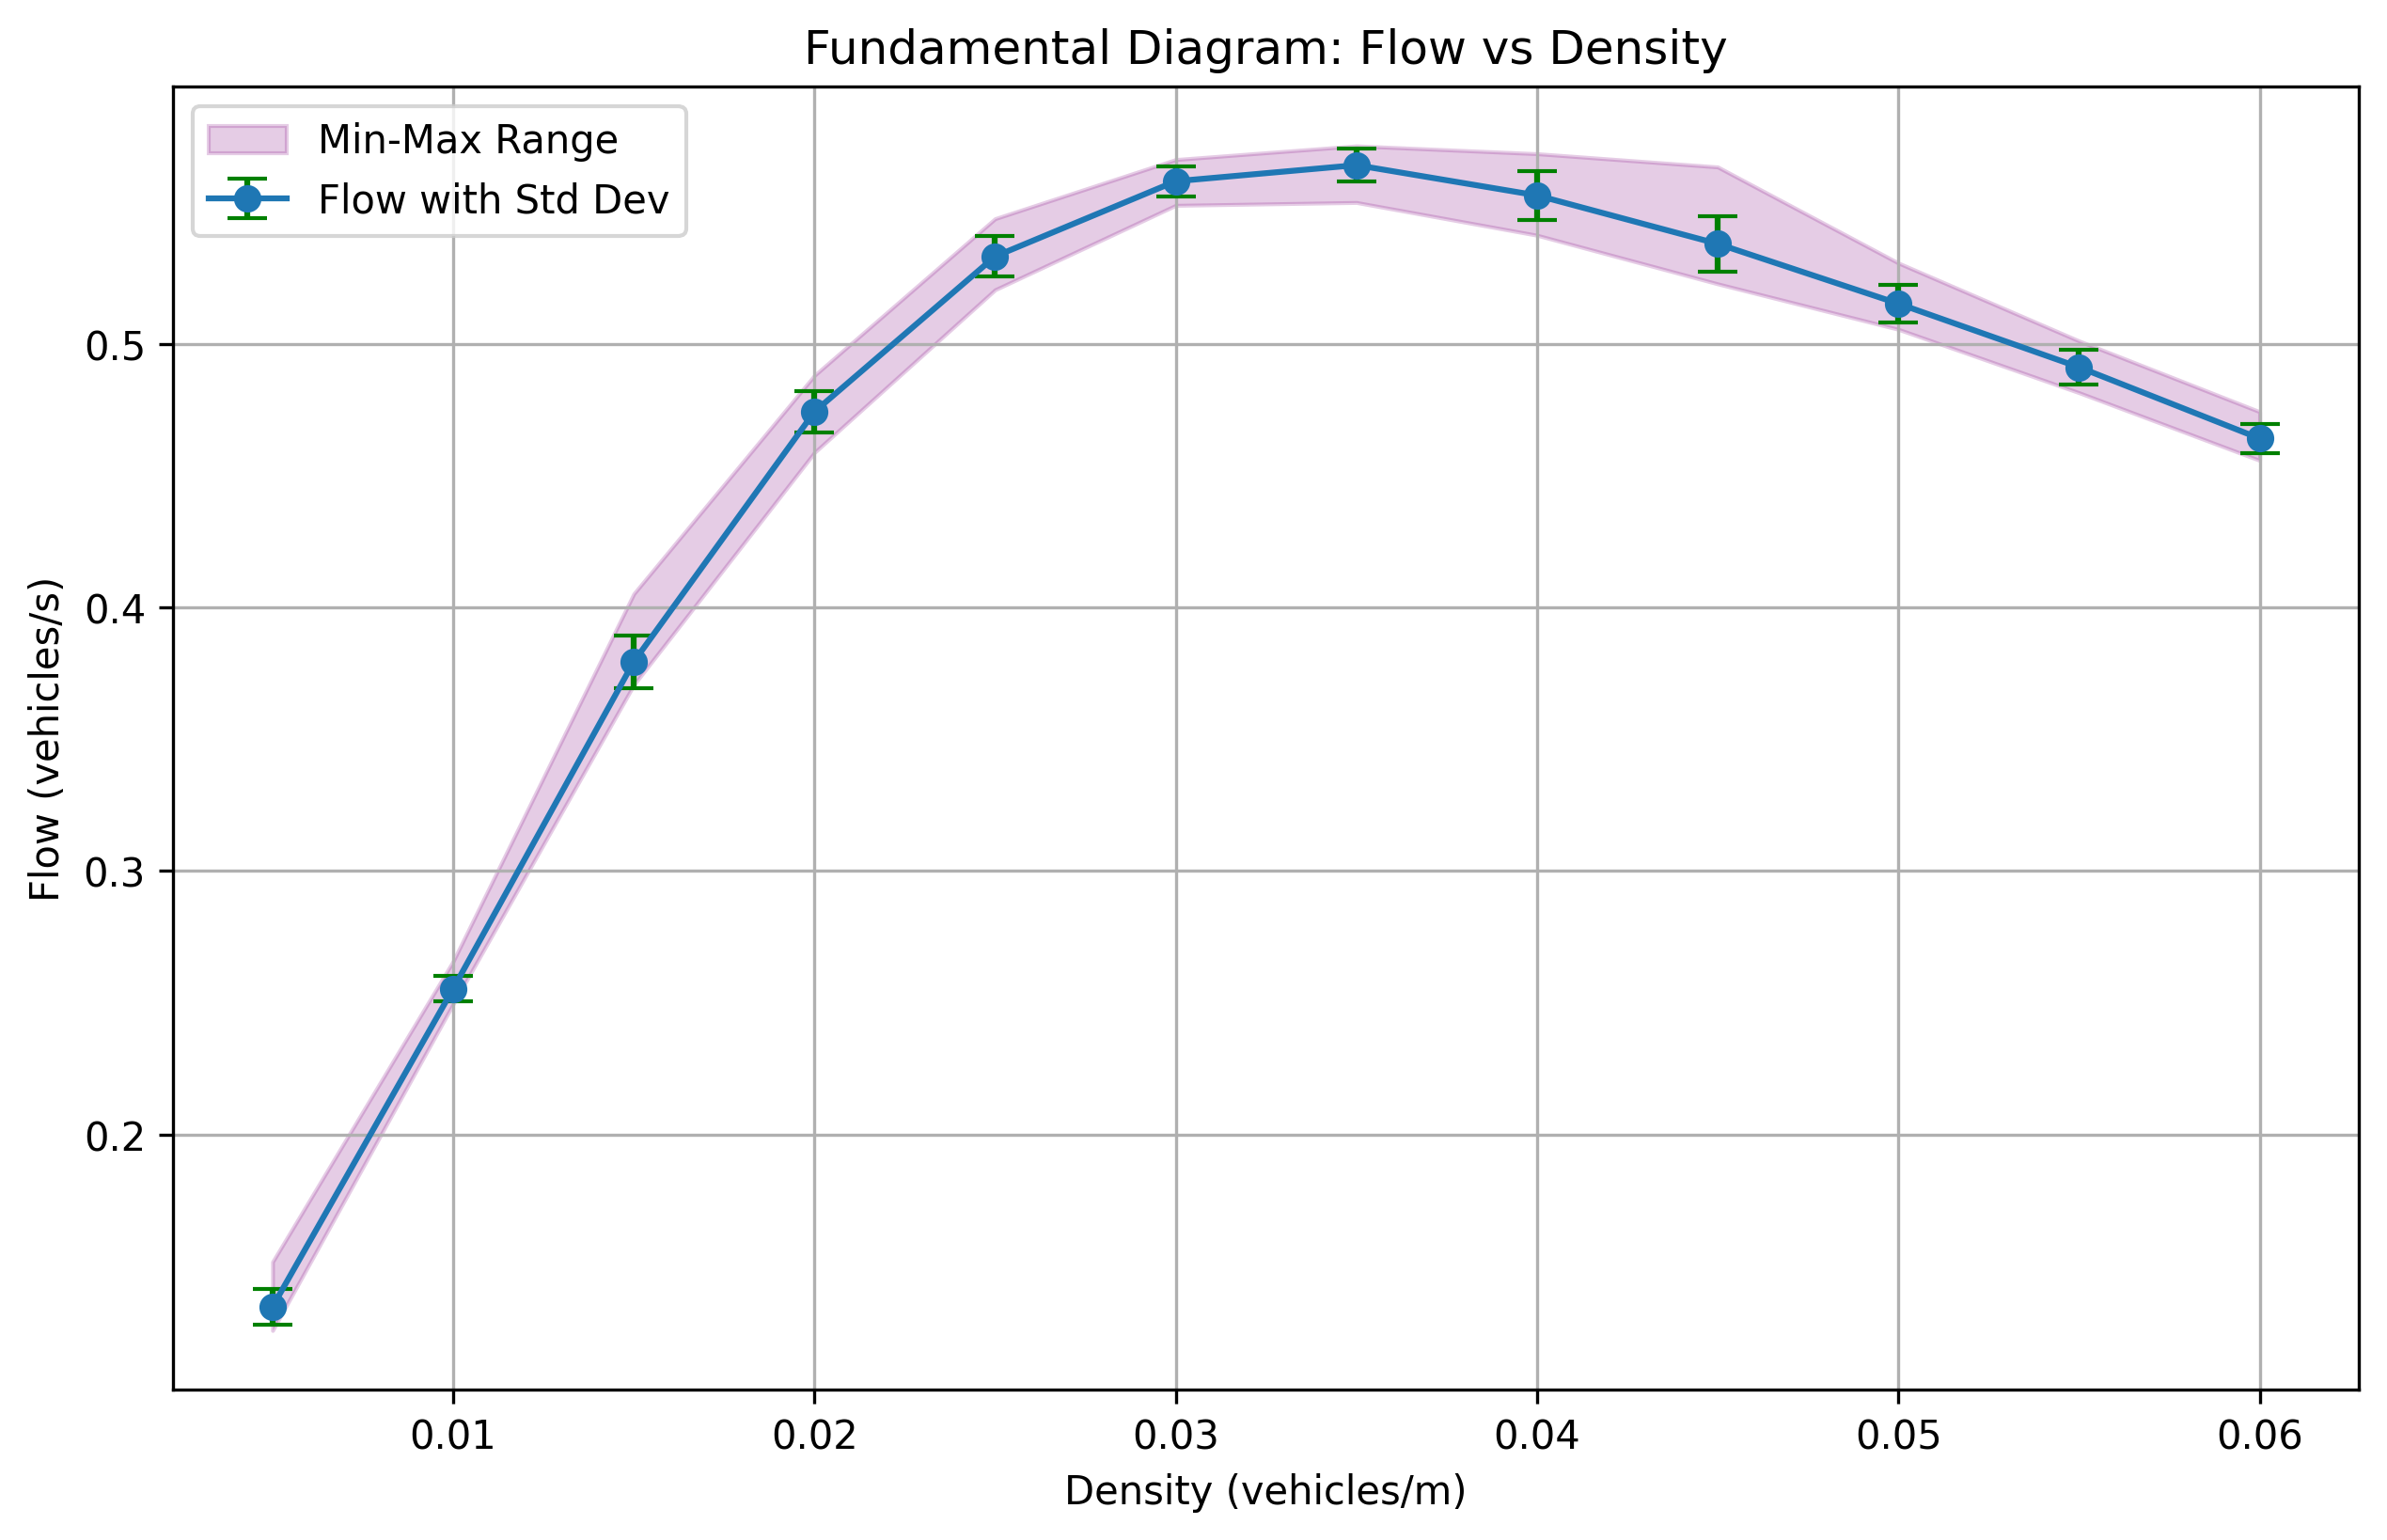 Fundamental Diagram: Flow vs Density
Min-Max Range
Flow with Std Dev
Flow (vehicles/s)
0.5
0.4
0.3
0.2
0.01 0.02 0.03 0.04 0.05 0.06
Density (vehicles/m)